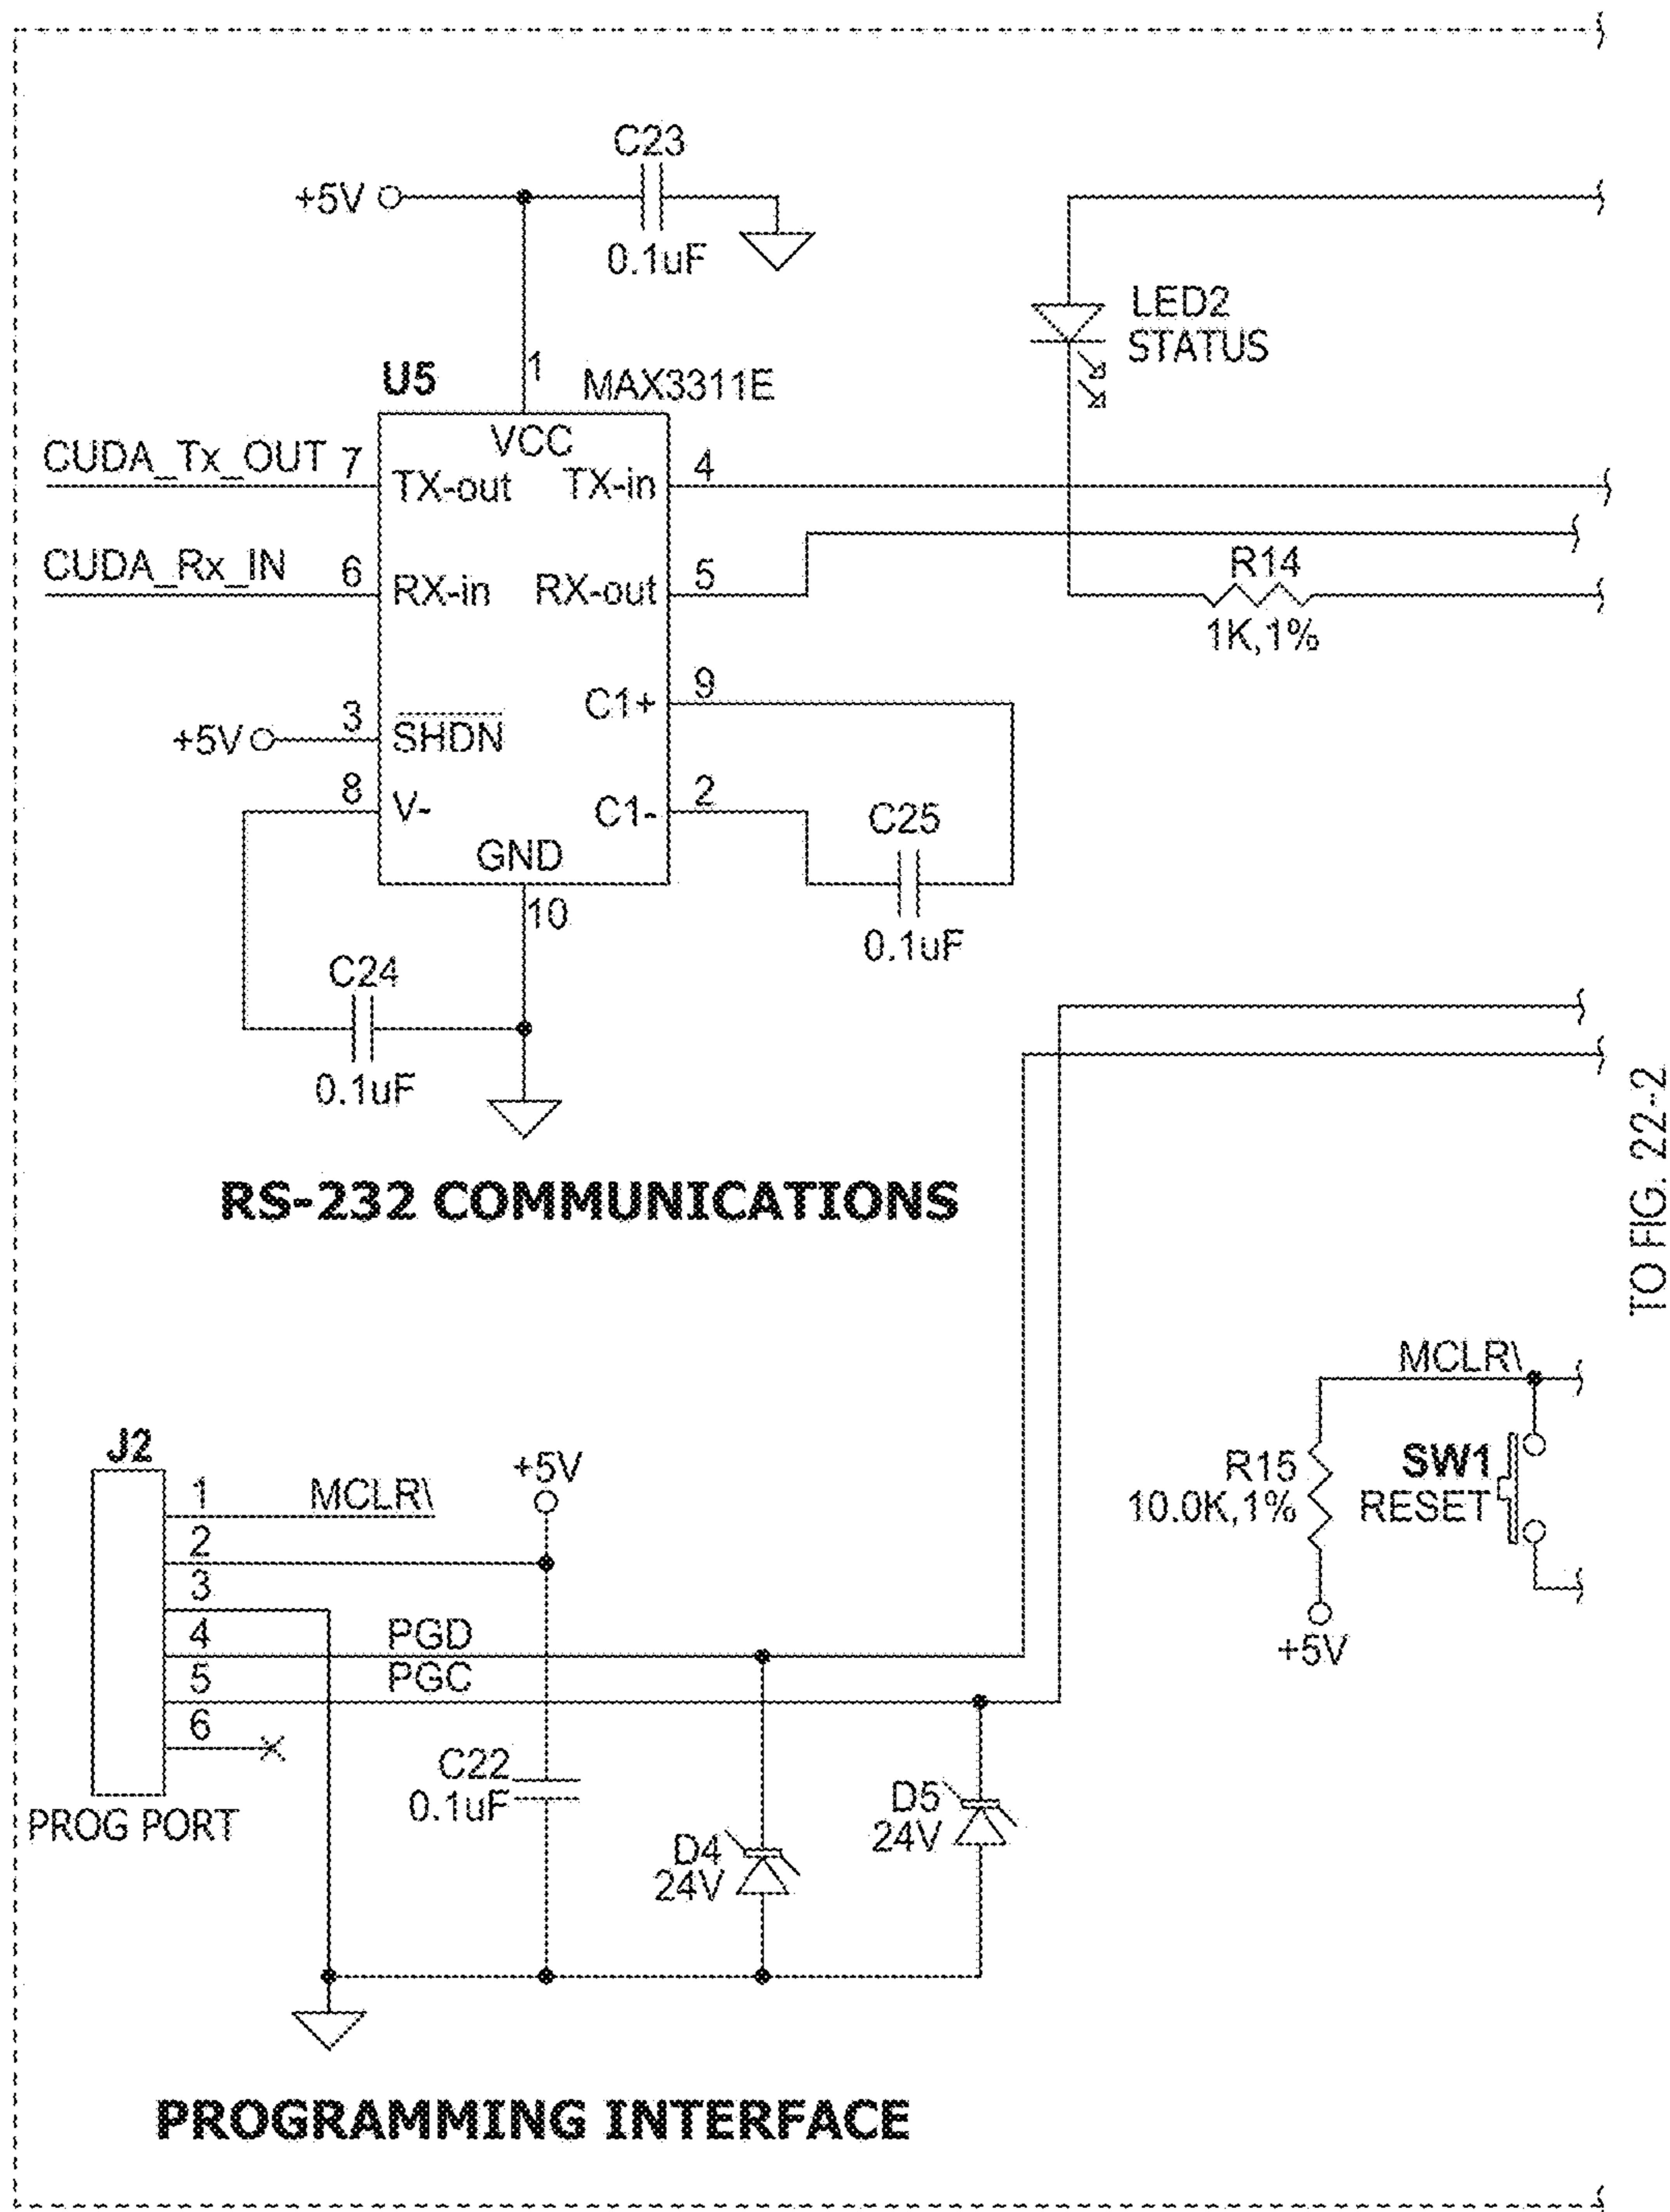 C23
+5V
0.1uF
LED2
STATUS
U5
1
MAX3311E
VCC
CUDA_Tx_OUT 7
TX-out
TX-in
4
CUDA_Rx_IN
6
RX-in
RX-out
5
R14
1K,1%
+5V
3
SHDN
C1+
9
8
V-
C1-
2
C25
GND
10
0.1uF
C24
0.1uF
RS-232 COMMUNICATIONS
TO FIG. 22-2
MCLR\
R15
10.0K,1%
SW1
RESET
+5V
J2
1
MCLR\
+5V
2
3
4
PGD
5
PGC
6
PROG PORT
C22
0.1uF
D4
24V
D5
24V
PROGRAMMING INTERFACE